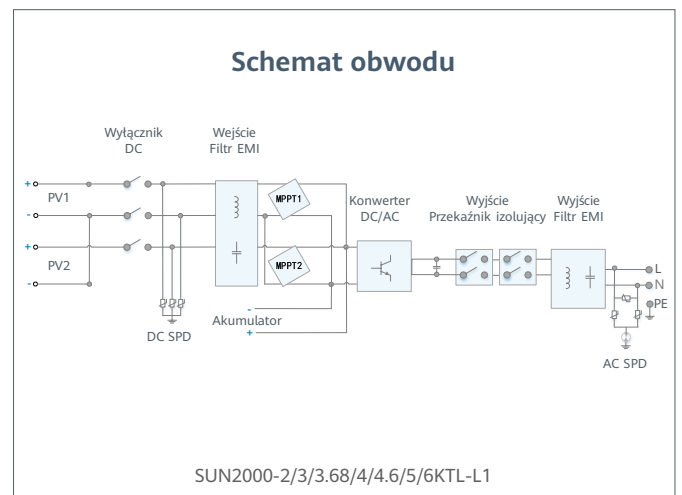 Schemat obwodu
Wyłącznik
DC
Wejście
Filtr EMI
+
PV1
-
+
PV2
-
DC SPD
MPPT1
MPPT2
-
Akumulator
+
Konwerter
DC/AC
Wyjście
Przekaźnik izolujący
Wyjście
Filtr EMI
L
N
PE
AC SPD
SUN2000-2/3/3.68/4/4.6/5/6KTL-L1